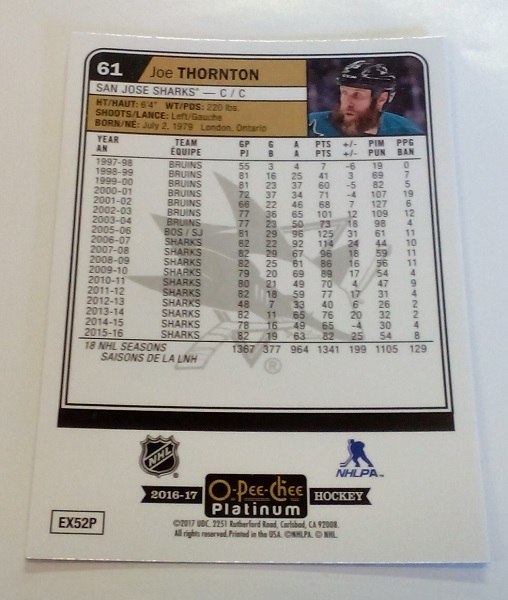 61 Joe THORNTON
SAN JOSE SHARKS™ — C / C
HT/HAUT: 6'4" WT/PDS: 220 lbs.
SHOOTS/LANCE: Left/Gauche
BORN/NÉ: July 2, 1979 London, Ontario
YEAR TEAM GP G A PTS +/- PIM PPG
AN ÉQUIPE PJ B A PTS +/- PUN BAN
1997-98 BRUINS 55 3 4 7 -6 19 0
1998-99 BRUINS 81 16 25 41 3 69 7
1999-00 BRUINS 81 23 37 60 -5 82 5
2000-01 BRUINS 72 37 34 71 -4 107 19
2001-02 BRUINS 66 22 46 68 7 127 6
2002-03 BRUINS 77 36 65 101 12 109 12
2003-04 BRUINS 77 23 50 73 18 98 4
2005-06 BOS / SJ 81 29 96 125 31 61 11
2006-07 SHARKS 82 22 92 114 24 44 10
2007-08 SHARKS 82 29 67 96 18 59 11
2008-09 SHARKS 82 25 61 86 16 56 11
2009-10 SHARKS 79 20 69 89 17 54 4
2010-11 SHARKS 80 21 49 70 4 47 9
2011-12 SHARKS 82 18 59 77 17 31 4
2012-13 SHARKS 48 7 33 40 6 26 2
2013-14 SHARKS 82 11 65 76 20 32 2
2014-15 SHARKS 78 16 49 65 -4 30 4
2015-16 SHARKS 82 19 63 82 25 54 8
18 NHL SEASONS 1367 377 964 1341 199 1105 129
SAISONS DE LA LNH
®
NHL
NHLPA™
2016-17 O-Pee-Chee HOCKEY
Platinum
EX52P
©2017 UDC. 2251 Rutherford Road, Carlsbad, CA 92008.
All rights reserved. Printed in the USA. ©NHLPA. © NHL.